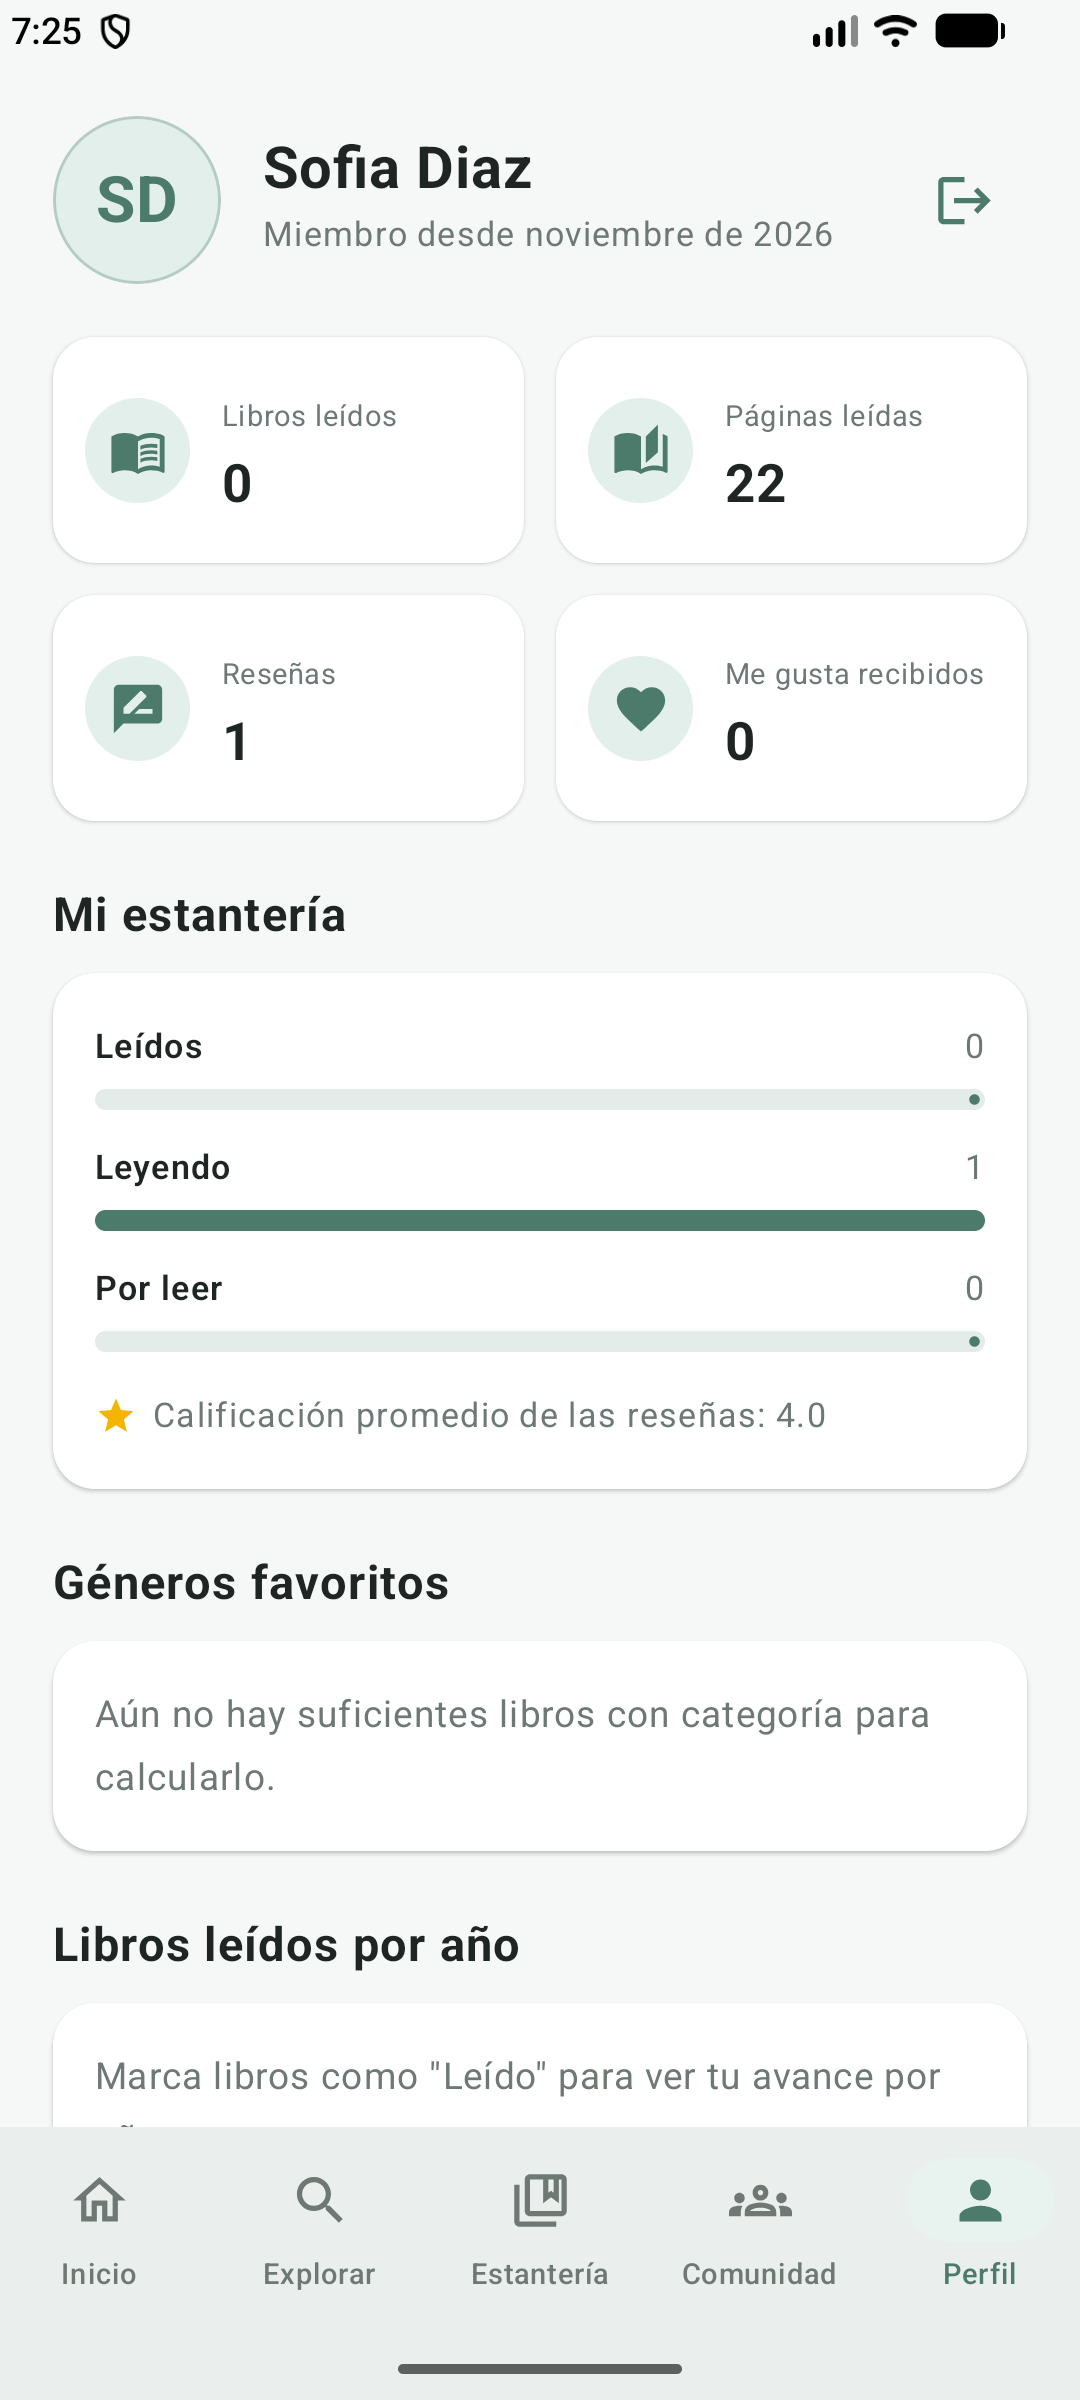 7:25
SD
Sofia Diaz
Miembro desde noviembre de 2026
Libros leídos
0
Páginas leídas
22
Reseñas
1
Me gusta recibidos
0
Mi estantería
Leídos 0
Leyendo 1
Por leer 0
Calificación promedio de las reseñas: 4.0
Géneros favoritos
Aún no hay suficientes libros con categoría para
calcularlo.
Libros leídos por año
Marca libros como "Leído" para ver tu avance por
Inicio
Explorar
Estantería
Comunidad
Perfil